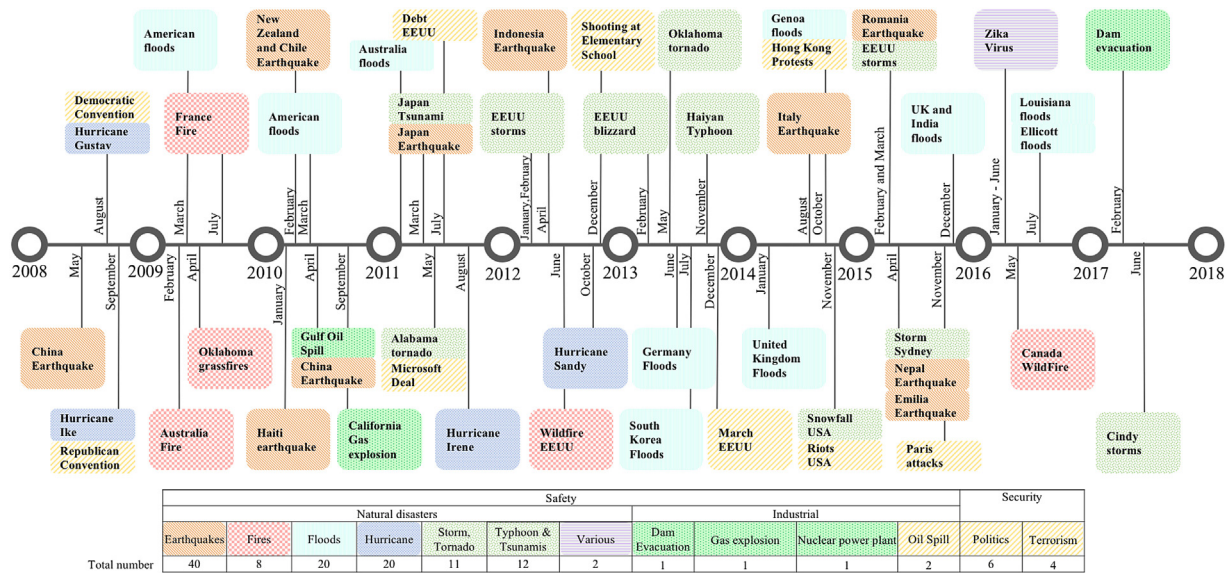 American
floods
New
Zealand
and Chile
Earthquake
Debt
EEUU
Australia
floods
Indonesia
Earthquake
Shooting at
Elementary
School
Oklahoma
tornado
Genoa
floods
Hong Kong
Protests
Romania
Earthquake
EEUU
storms
Zika
Virus
Dam
evacuation
Democratic
Convention
Hurricane
Gustav
France
Fire
American
floods
Japan
Tsunami
Japan
Earthquake
EEUU
storms
EEUU
blizzard
Haiyan
Typhoon
Italy
Earthquake
UK and
India
floods
Louisiana
floods
Ellicott
floods
August
March
July
February
March
March
July
January,February
April
December
February
May
November
August
October
February and March
December
January - June
July
February
2008
2009
2010
2011
2012
2013
2014
2015
2016
2017
2018
May
September
February
April
January
April
September
May
August
June
October
June
July
December
January
November
April
November
May
June
China
Earthquake
Oklahoma
grassfires
Gulf Oil
Spill
China
Earthquake
Alabama
tornado
Microsoft
Deal
Hurricane
Sandy
Germany
Floods
United
Kingdom
Floods
Storm
Sydney
Nepal
Earthquake
Emilia
Earthquake
Canada
WildFire
Hurricane
Ike
Republican
Convention
Australia
Fire
Haiti
earthquake
California
Gas
explosion
Hurricane
Irene
Wildfire
EEUU
South
Korea
Floods
March
EEUU
Snowfall
USA
Riots
USA
Paris
attacks
Cindy
storms
Safety
Security
Natural disasters
Industrial
Earthquakes
Fires
Floods
Hurricane
Storm,
Tornado
Typhoon &
Tsunamis
Various
Dam
Evacuation
Gas explosion
Nuclear power plant
Oil Spill
Politics
Terrorism
Total number
40
8
20
20
11
12
2
1
1
1
2
6
4